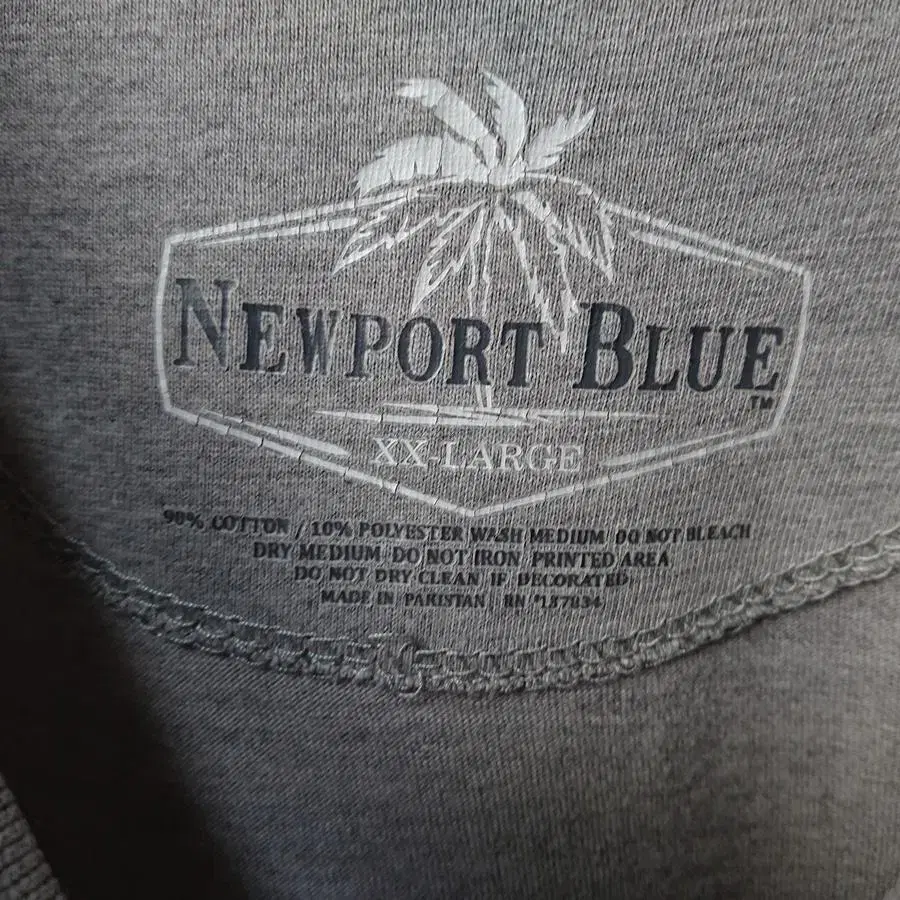 NEWPORT BLUE
TM
XX-LARGE
90% COTTON / 10% POLYESTER WASH MEDIUM DO NOT BLEACH
DRY MEDIUM DO NOT IRON PRINTED AREA
DO NOT DRY CLEAN IF DECORATED
MADE IN PAKISTAN RN #137834